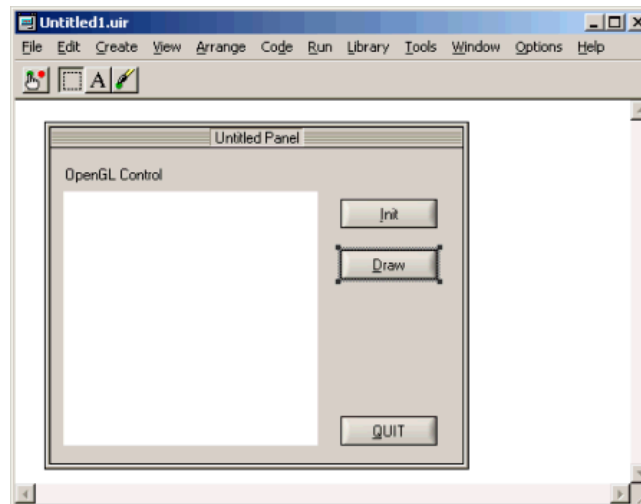 Untitled1.uir
File Edit Create View Arrange Code Run Library Tools Window Options Help
A
Untitled Panel
OpenGL Control
Init
Draw
QUIT